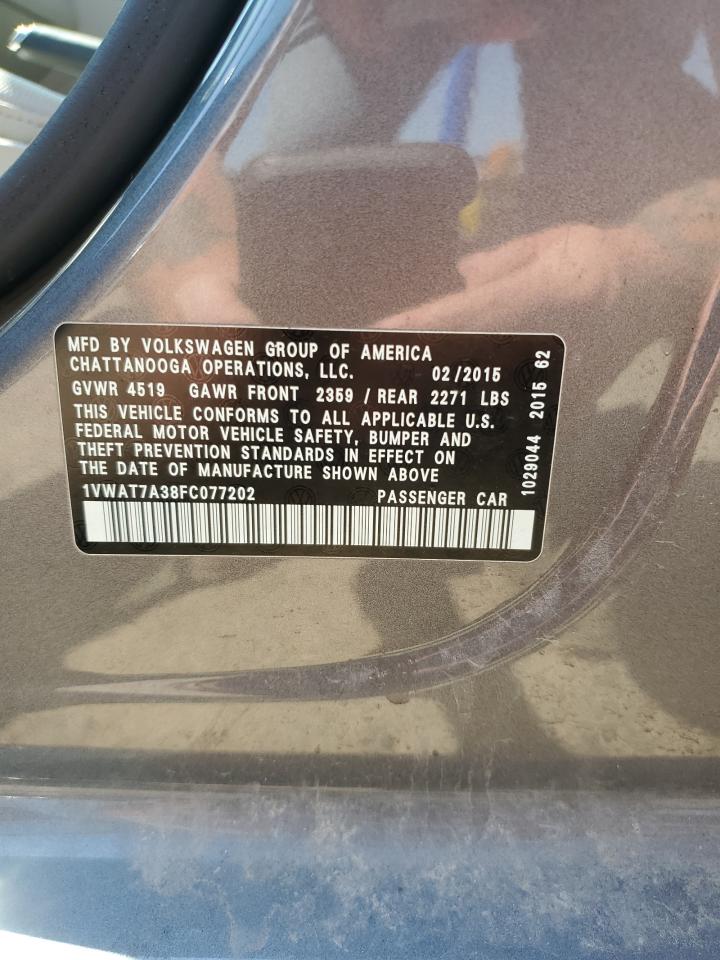 MFD BY VOLKSWAGEN GROUP OF AMERICA
CHATTANOOGA OPERATIONS, LLC. 02/2015
GVWR 4519 GAWR FRONT 2359 / REAR 2271 LBS
THIS VEHICLE CONFORMS TO ALL APPLICABLE U.S.
FEDERAL MOTOR VEHICLE SAFETY, BUMPER AND
THEFT PREVENTION STANDARDS IN EFFECT ON
THE DATE OF MANUFACTURE SHOWN ABOVE
1VWAT7A38FC077202 PASSENGER CAR
1029044 2015 62